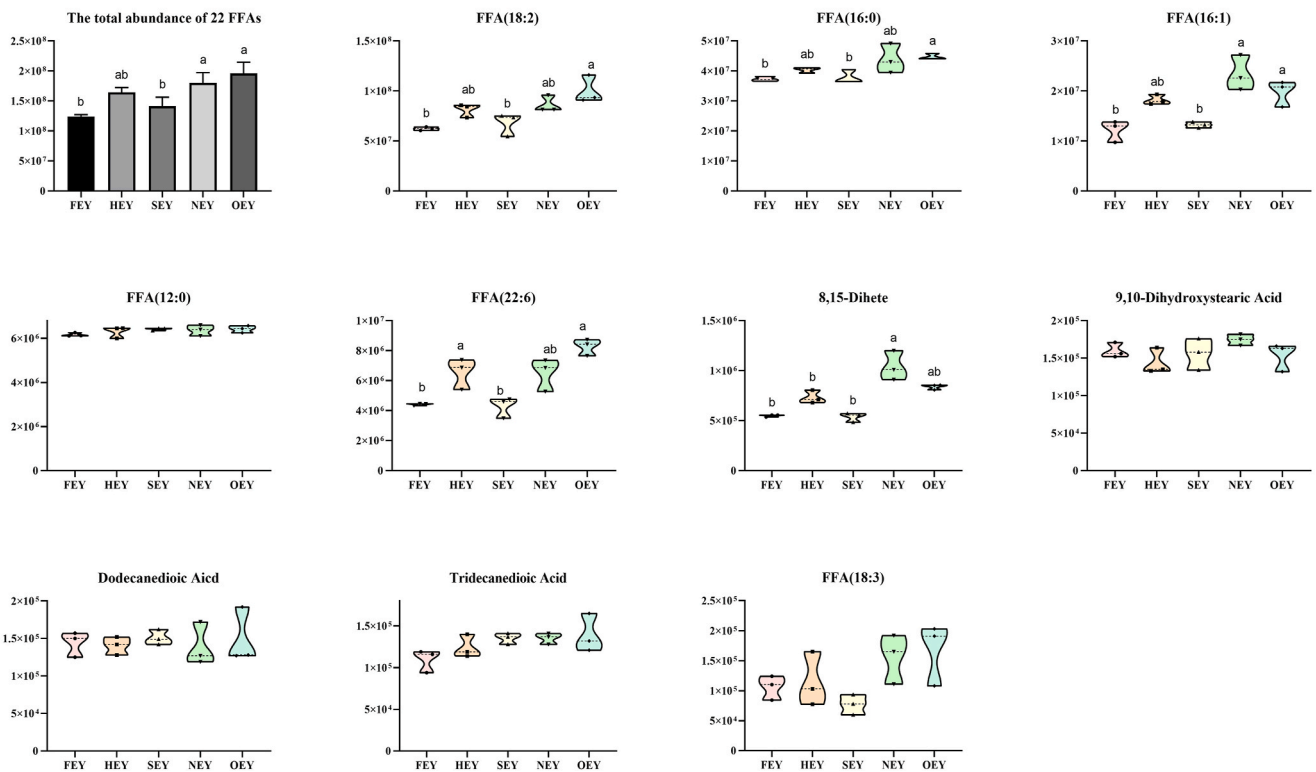 The total abundance of 22 FFAs
2.5×10⁸
2×10⁸
1.5×10⁸
1×10⁸
5×10⁷
0
b
ab
b
a
a
FEY HEY SEY NEY OEY
FFA(18:2)
1.5×10⁸
1×10⁸
5×10⁷
0
b
ab
b
ab
a
FEY HEY SEY NEY OEY
FFA(16:0)
5×10⁷
4×10⁷
3×10⁷
2×10⁷
1×10⁷
0
b
ab
b
ab
a
FEY HEY SEY NEY OEY
FFA(16:1)
3×10⁷
2×10⁷
1×10⁷
0
b
ab
b
a
a
FEY HEY SEY NEY OEY
FFA(12:0)
6×10⁶
4×10⁶
2×10⁶
0
FEY HEY SEY NEY OEY
FFA(22:6)
1×10⁷
8×10⁶
6×10⁶
4×10⁶
2×10⁶
0
b
a
b
ab
a
FEY HEY SEY NEY OEY
8,15-Dihete
1.5×10⁶
1×10⁶
5×10⁵
0
b
b
b
a
ab
FEY HEY SEY NEY OEY
9,10-Dihydroxystearic Acid
2×10⁵
1.5×10⁵
1×10⁵
5×10⁴
0
FEY HEY SEY NEY OEY
Dodecanedioic Aicd
2×10⁵
1.5×10⁵
1×10⁵
5×10⁴
0
FEY HEY SEY NEY OEY
Tridecanedioic Acid
1.5×10⁵
1×10⁵
5×10⁴
0
FEY HEY SEY NEY OEY
FFA(18:3)
2.5×10⁵
2×10⁵
1.5×10⁵
1×10⁵
5×10⁴
0
FEY HEY SEY NEY OEY